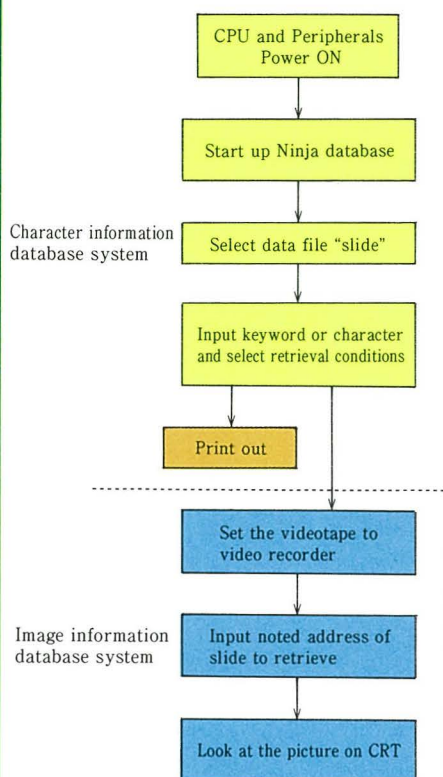 CPU and Peripherals
Power ON
Start up Ninja database
Character information
database system
Select data file “slide”
Input keyword or character
and select retrieval conditions
Print out
Set the videotape to
video recorder
Image information
database system
Input noted address of
slide to retrieve
Look at the picture on CRT